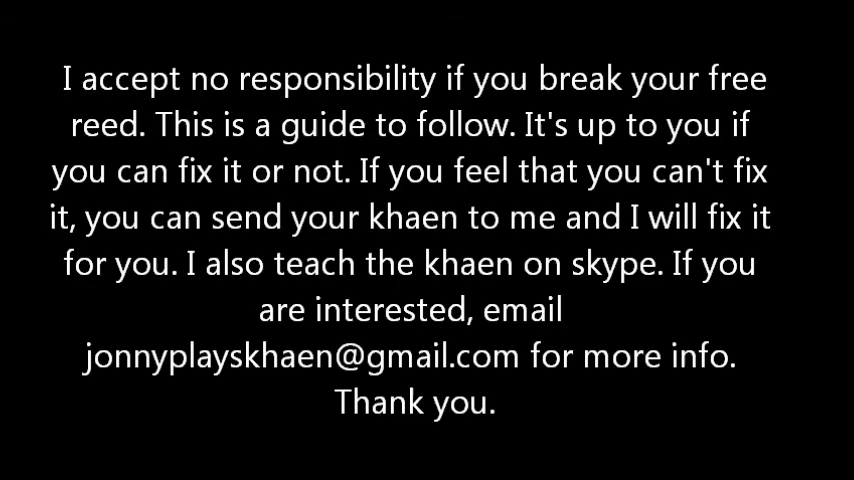 I accept no responsibility if you break your free
reed. This is a guide to follow. It's up to you if
you can fix it or not. If you feel that you can't fix
it, you can send your khaen to me and I will fix it
for you. I also teach the khaen on skype. If you
are interested, email
jonnyplayskhaen@gmail.com for more info.
Thank you.